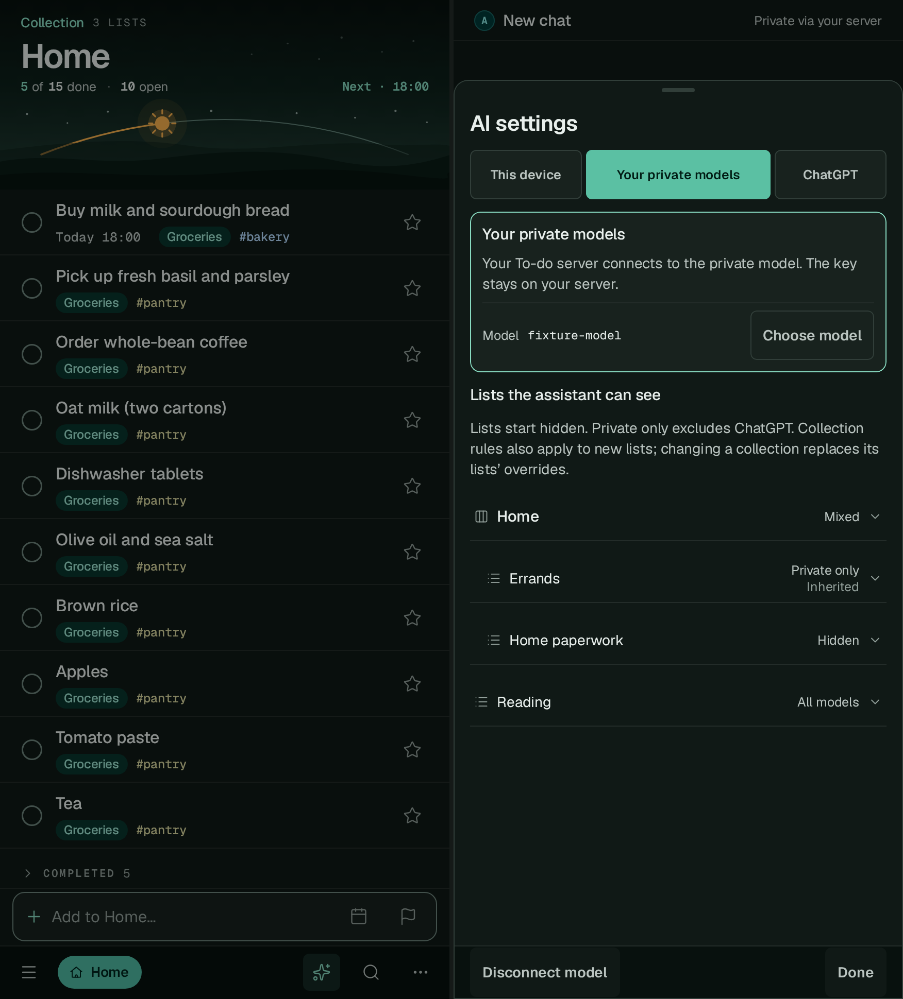 Collection 3 LISTS
Home
5 of 15 done · 10 open
Next · 18:00
Buy milk and sourdough bread
Today 18:00 Groceries #bakery
Pick up fresh basil and parsley
Groceries #pantry
Order whole-bean coffee
Groceries #pantry
Oat milk (two cartons)
Groceries #pantry
Dishwasher tablets
Groceries #pantry
Olive oil and sea salt
Groceries #pantry
Brown rice
Groceries #pantry
Apples
Groceries #pantry
Tomato paste
Groceries #pantry
Tea
Groceries #pantry
COMPLETED 5
Add to Home…
Home
A New chat
Private via your server
AI settings
This device Your private models ChatGPT
Your private models
Your To-do server connects to the private model. The key
stays on your server.
Model fixture-model Choose model
Lists the assistant can see
Lists start hidden. Private only excludes ChatGPT. Collection
rules also apply to new lists; changing a collection replaces its
lists’ overrides.
Home Mixed
Errands Private only
Inherited
Home paperwork Hidden
Reading All models
Disconnect model Done